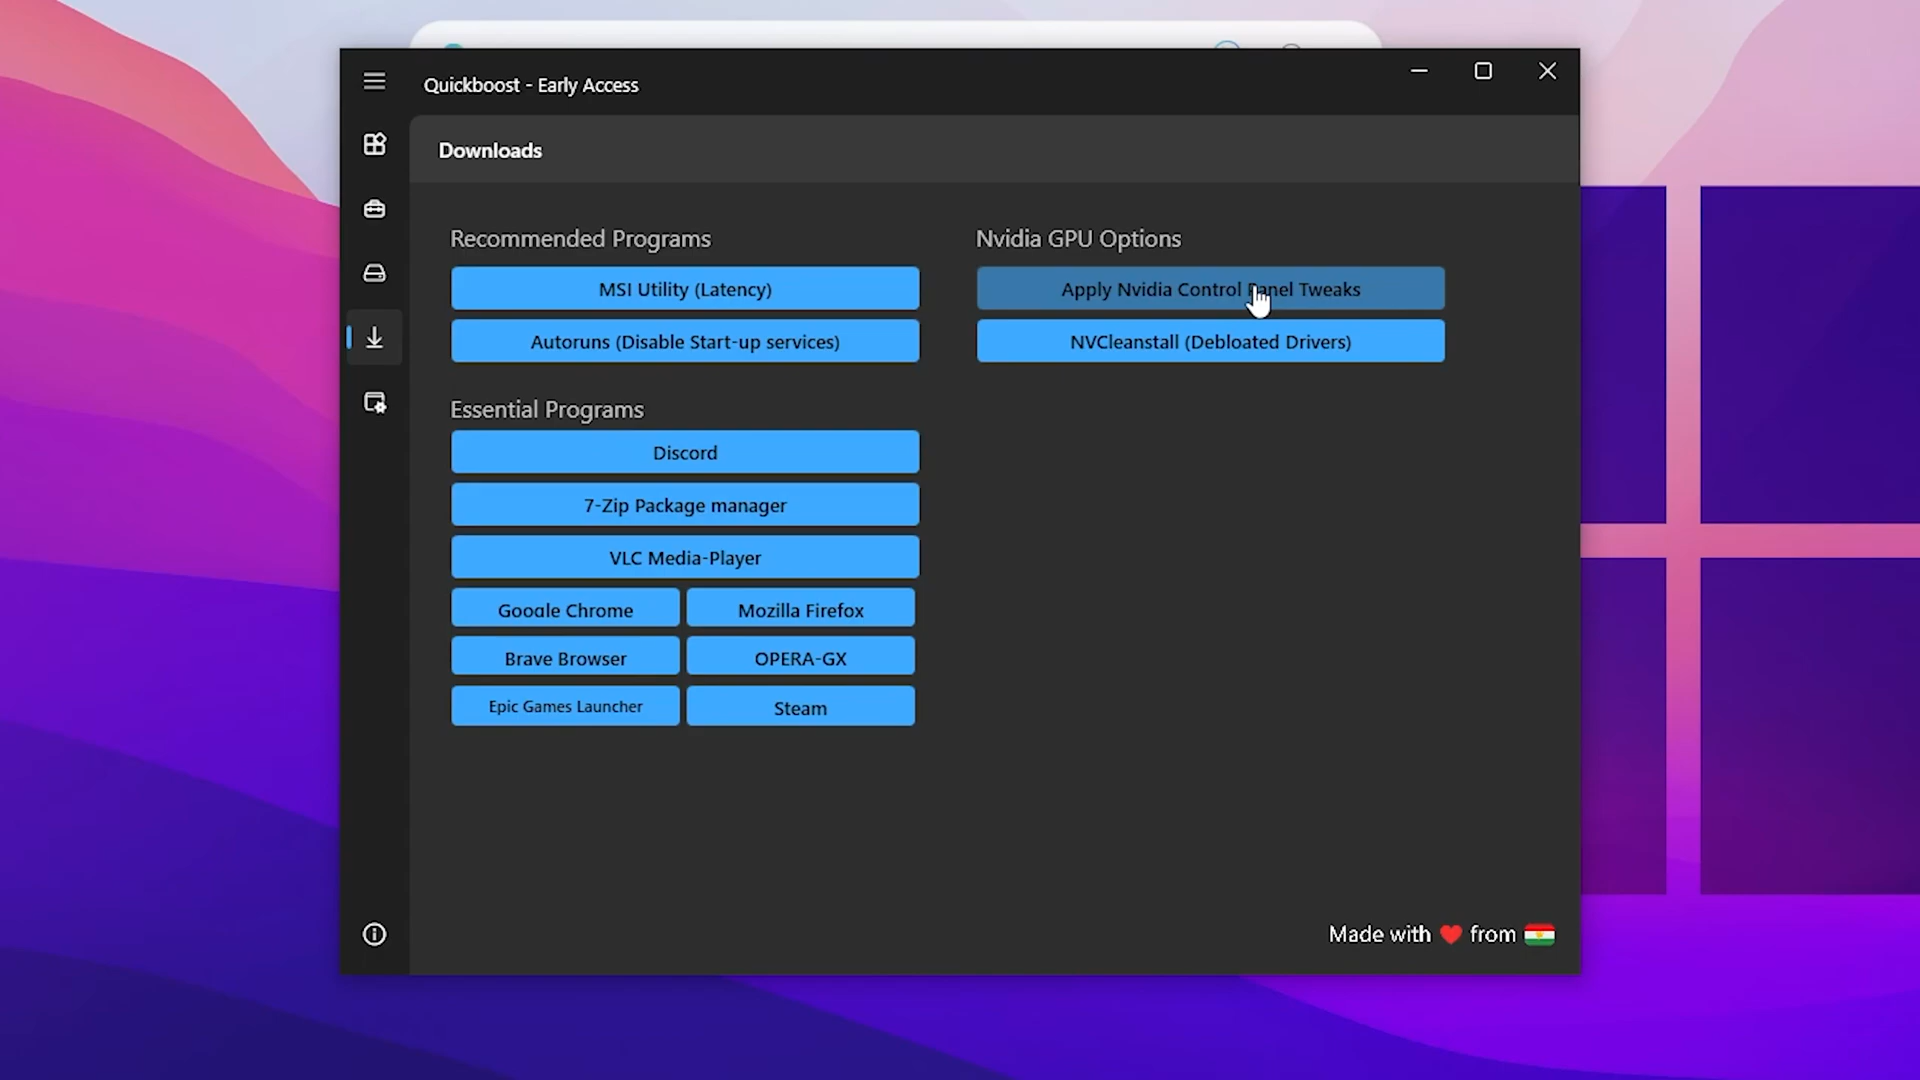 Quickboost - Early Access
Downloads
Recommended Programs
MSI Utility (Latency)
Autoruns (Disable Start-up services)
Essential Programs
Discord
7-Zip Package manager
VLC Media-Player
Google Chrome
Mozilla Firefox
Brave Browser
OPERA-GX
Epic Games Launcher
Steam
Nvidia GPU Options
Apply Nvidia Control Panel Tweaks
NVCleanstall (Debloated Drivers)
Made with ❤️ from